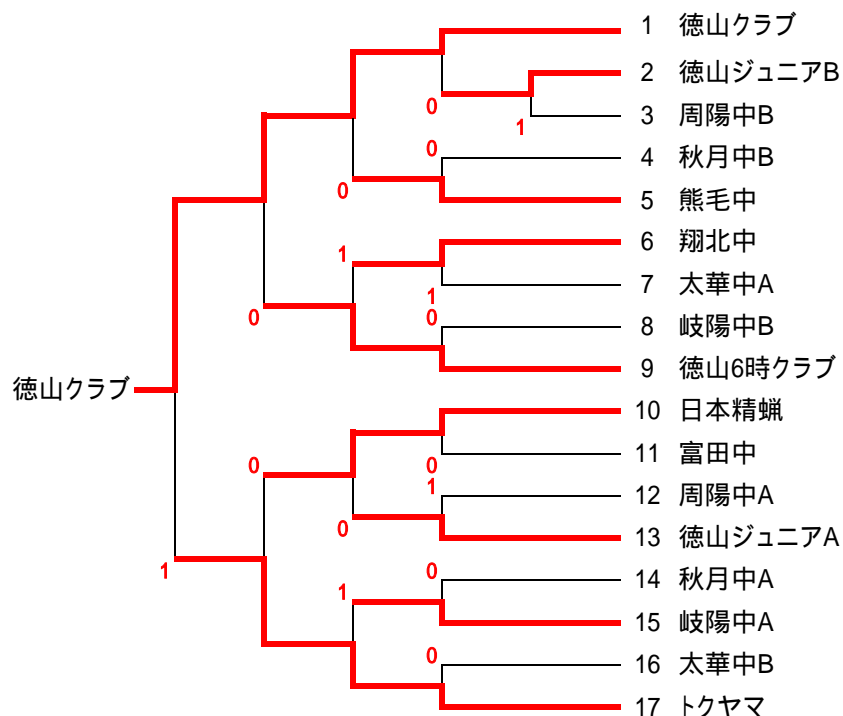 1 徳山クラブ
2 徳山ジュニアB
0
1
3 周陽中B
0
4 秋月中B
0
5 熊毛中
6 翔北中
1
7 太華中A
1
0
0
8 岐陽中B
9 徳山6時クラブ
徳山クラブ
10 日本精蝋
11 富田中
0
0
1
12 周陽中A
0
13 徳山ジュニアA
1
0
14 秋月中A
1
15 岐陽中A
0
16 太華中B
17 トクヤマ